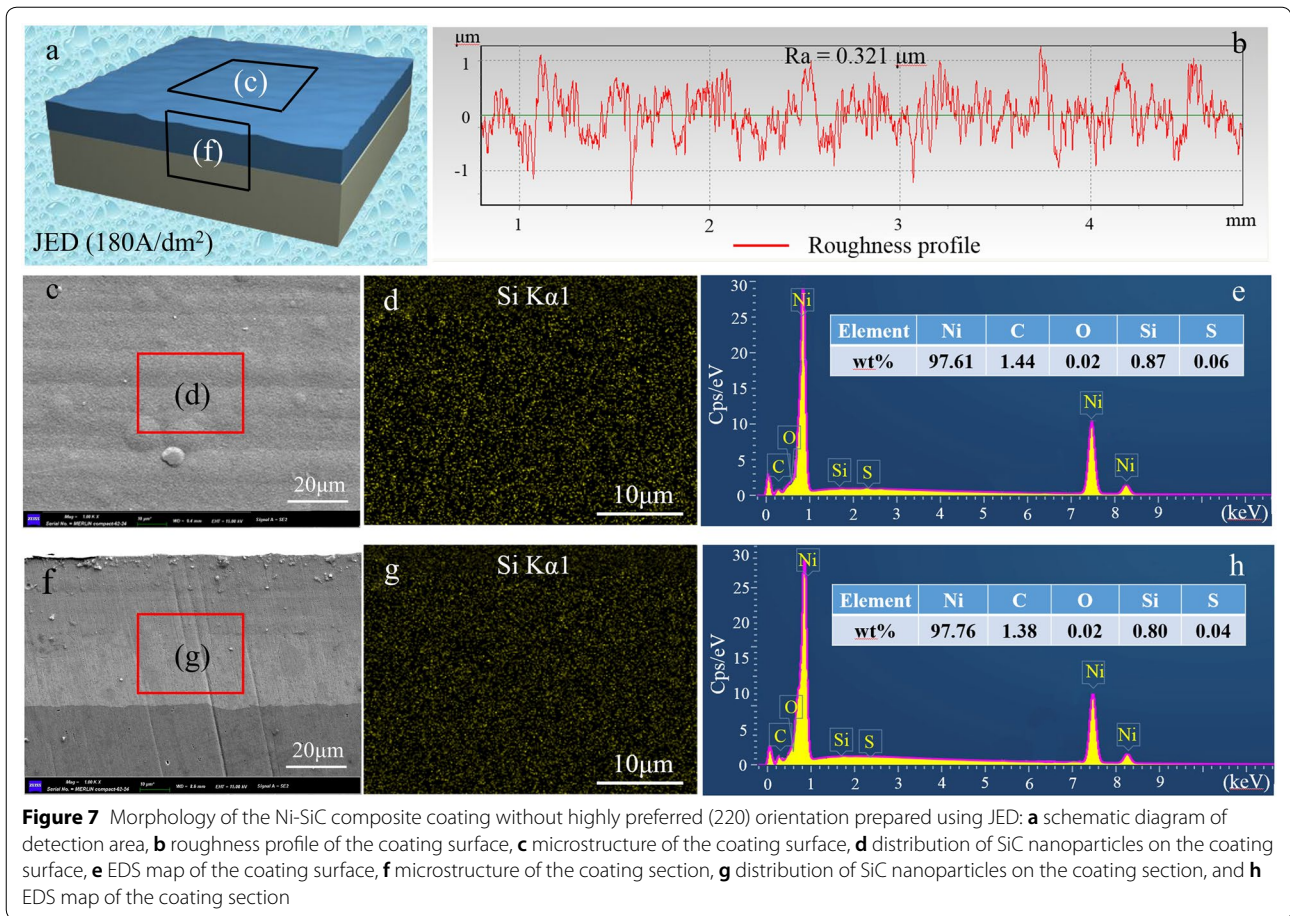 a
(c)
(f)
JED (180A/dm²)
μm
b
Ra = 0.321 μm
1
0
-1
1
2
3
4
mm
Roughness profile
c
(d)
20μm
d
Si Kα1
10μm
e
30
25
20
15
10
5
0
Cps/eV
Ni
O
C
Si
S
Ni
Ni
Element Ni C O Si S
wt% 97.61 1.44 0.02 0.87 0.06
0 1 2 3 4 5 6 7 8 9 (keV)
f
(g)
20μm
g
Si Kα1
10μm
h
30
25
20
15
10
5
0
Cps/eV
Ni
O
C
Si
S
Ni
Ni
Element Ni C O Si S
wt% 97.76 1.38 0.02 0.80 0.04
0 1 2 3 4 5 6 7 8 9 (keV)
Figure 7 Morphology of the Ni-SiC composite coating without highly preferred (220) orientation prepared using JED: a schematic diagram of
detection area, b roughness profile of the coating surface, c microstructure of the coating surface, d distribution of SiC nanoparticles on the coating
surface, e EDS map of the coating surface, f microstructure of the coating section, g distribution of SiC nanoparticles on the coating section, and h
EDS map of the coating section